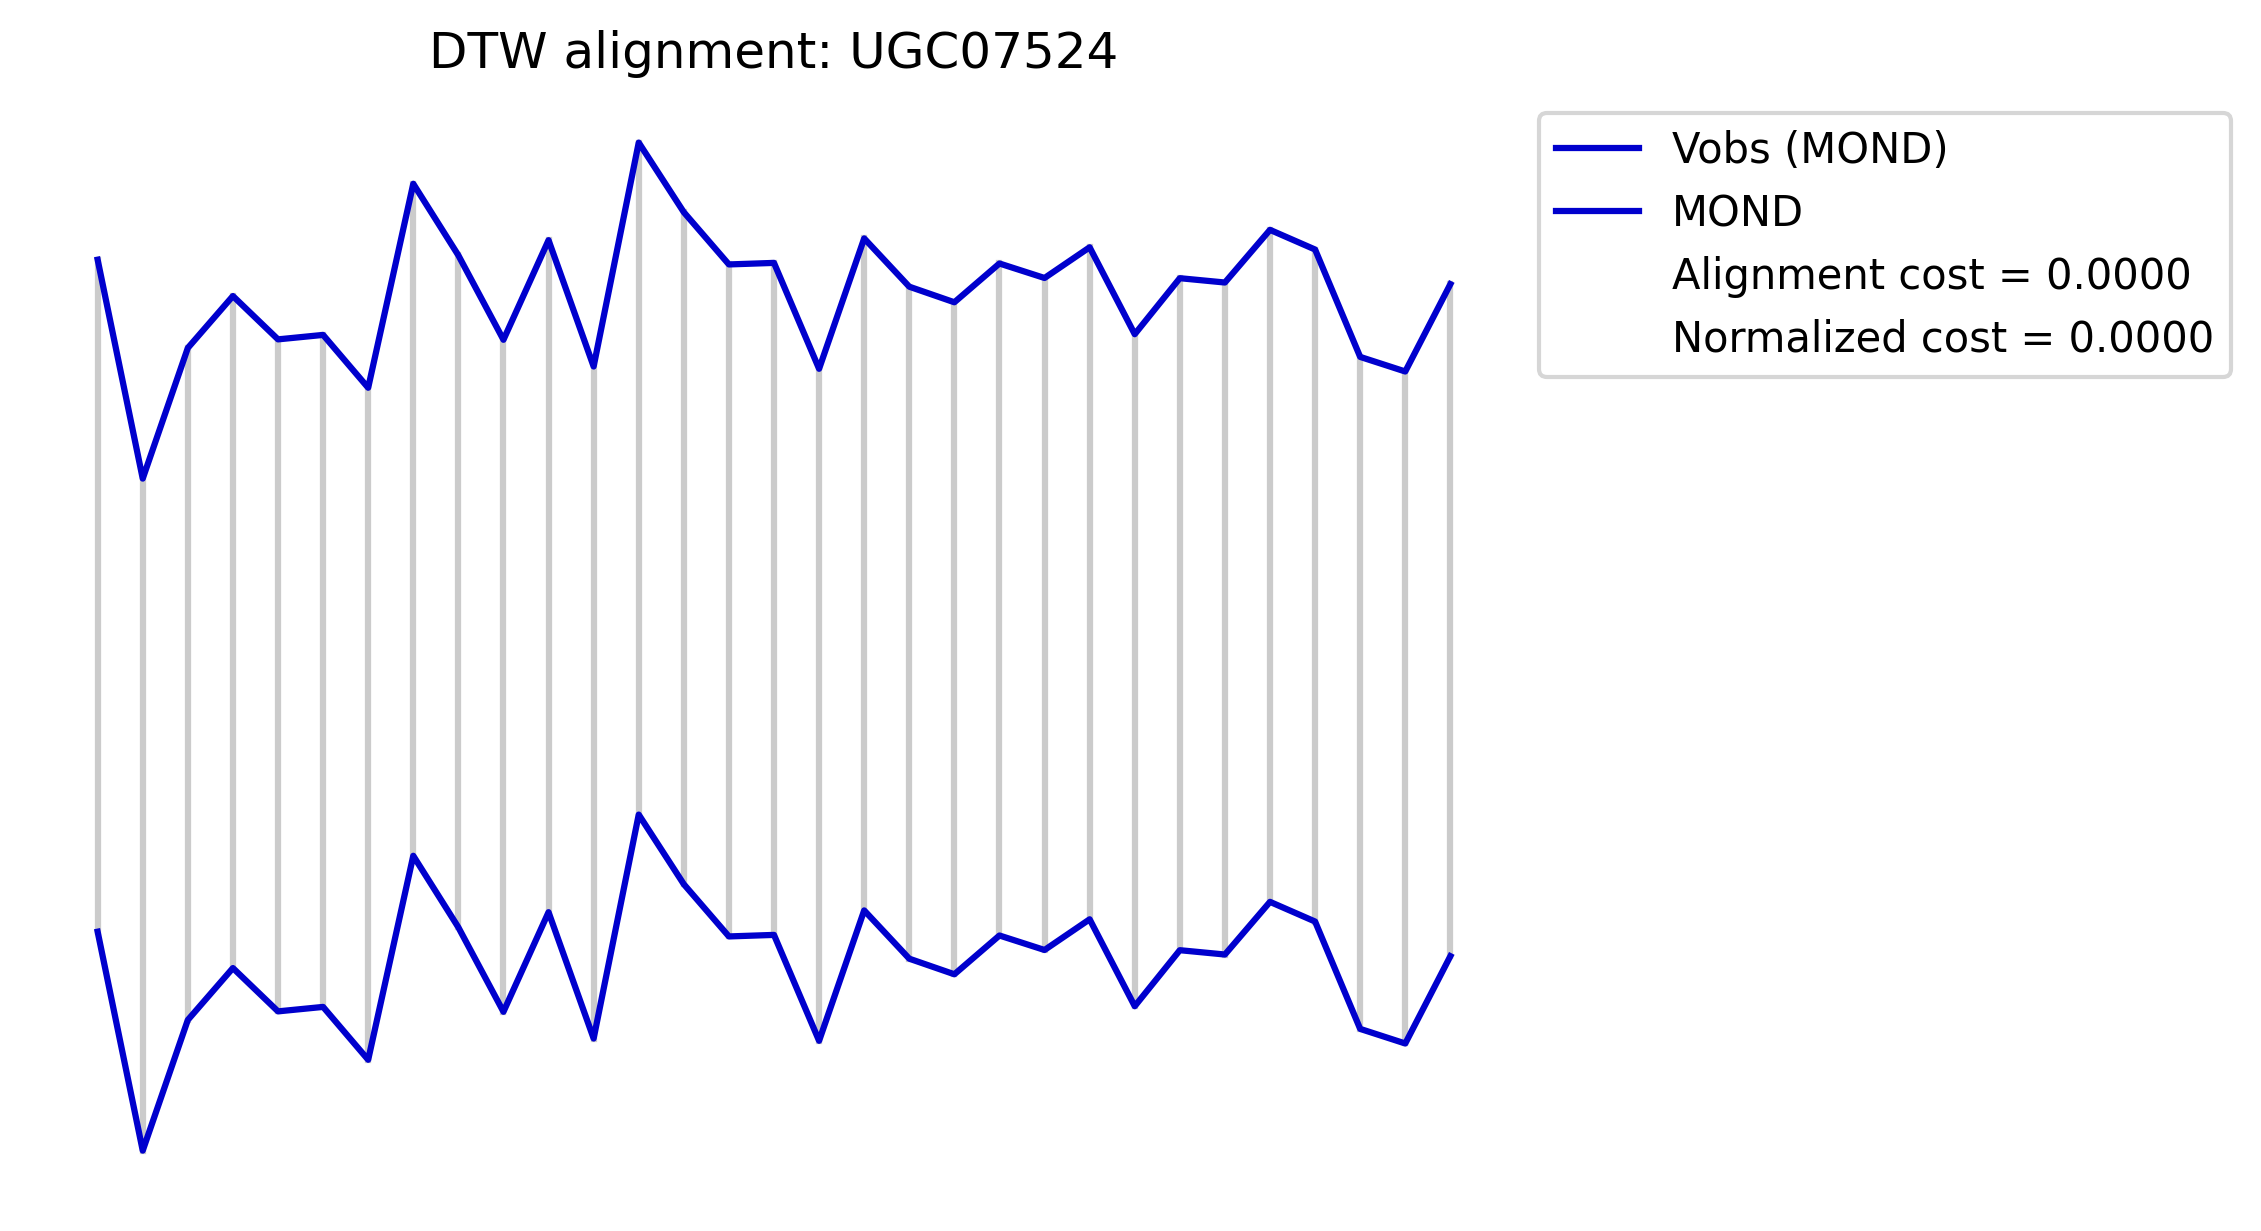 DTW alignment: UGC07524
Vobs (MOND)
MOND
Alignment cost = 0.0000
Normalized cost = 0.0000